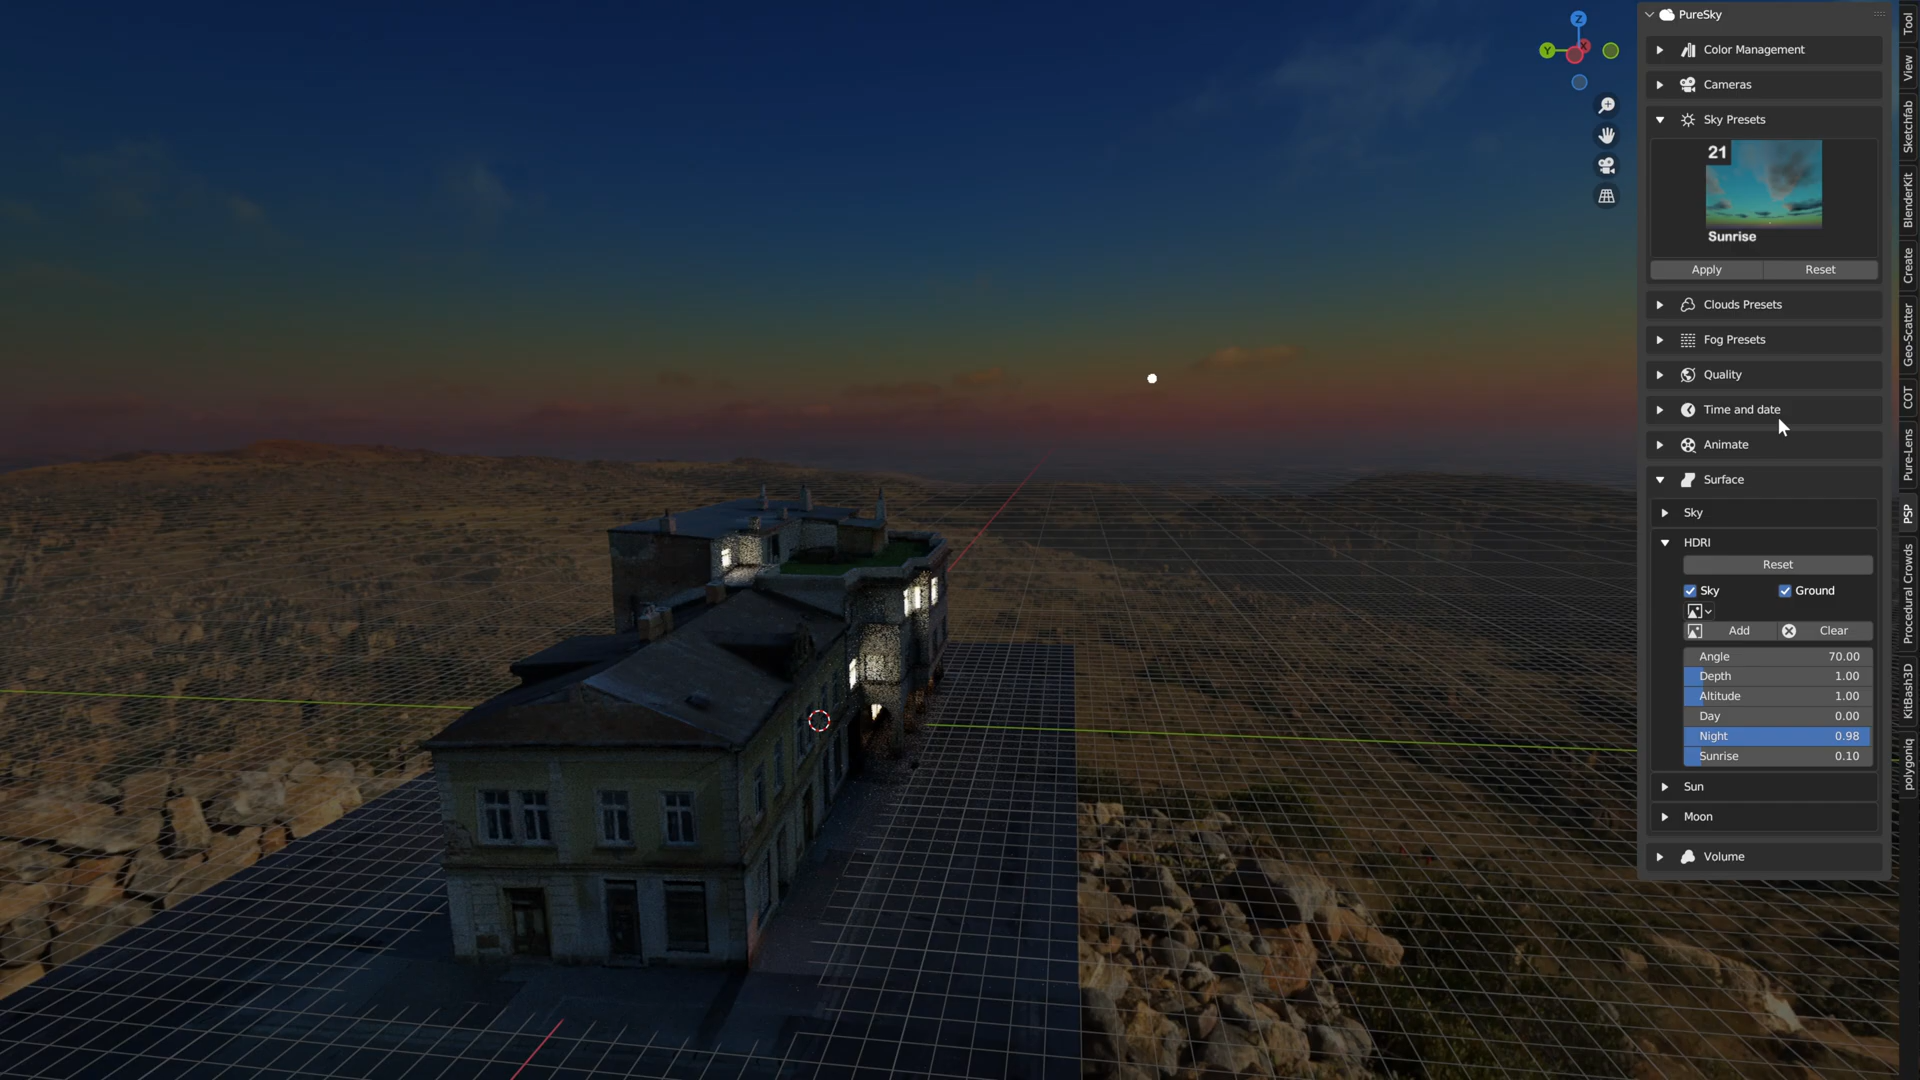 PureSky
Color Management
Cameras
Sky Presets
21
Sunrise
Apply Reset
Clouds Presets
Fog Presets
Quality
Time and date
Animate
Surface
Sky
HDRI
Reset
Sky Ground
Add Clear
Angle 70.00
Depth 1.00
Altitude 1.00
Day 0.00
Night 0.98
Sunrise 0.10
Sun
Moon
Volume
Tool
View
Sketchfab
BlenderKit
Create
Geo-Scatter
COT
Pure-Lens
PSP
Procedural Crowds
KitBash3D
polygoniq
Z
Y
X